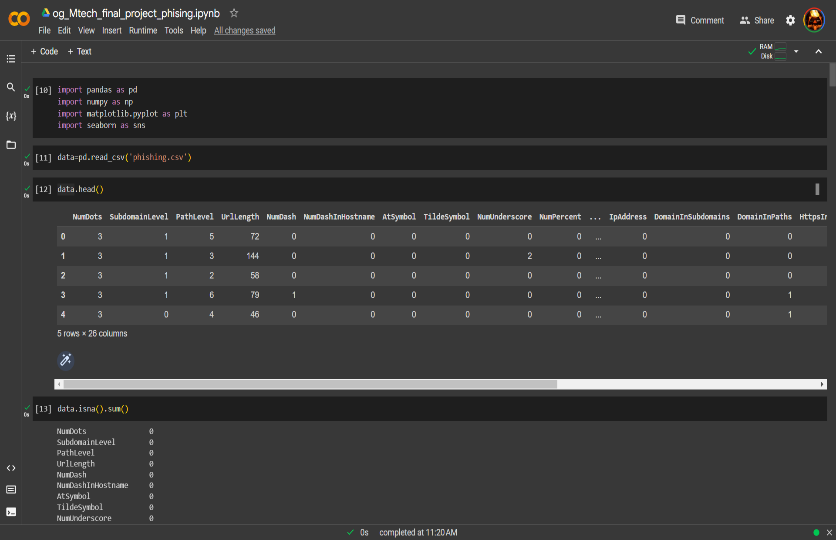 og_Mtech_final_project_phising.ipynb
File Edit View Insert Runtime Tools Help All changes saved
Comment Share
+ Code + Text
RAM
Disk
[10] import pandas as pd
import numpy as np
import matplotlib.pyplot as plt
import seaborn as sns
0s
[11] data=pd.read_csv('phishing.csv')
0s
[12] data.head()
0s
NumDots SubdomainLevel PathLevel UrlLength NumDash NumDashInHostname AtSymbol TildeSymbol NumUnderscore NumPercent ... IpAddress DomainInSubdomains DomainInPaths HttpsIn
0 3 1 5 72 0 0 0 0 0 0 ... 0 0 0
1 3 1 3 144 0 0 0 0 2 0 ... 0 0 0
2 3 1 2 58 0 0 0 0 0 0 ... 0 0 0
3 3 1 6 79 1 0 0 0 0 0 ... 0 0 1
4 3 0 4 46 0 0 0 0 0 0 ... 0 0 1
5 rows × 26 columns
[13] data.isna().sum()
0s
NumDots 0
SubdomainLevel 0
PathLevel 0
UrlLength 0
NumDash 0
NumDashInHostname 0
AtSymbol 0
TildeSymbol 0
NumUnderscore 0
0s completed at 11:20 AM